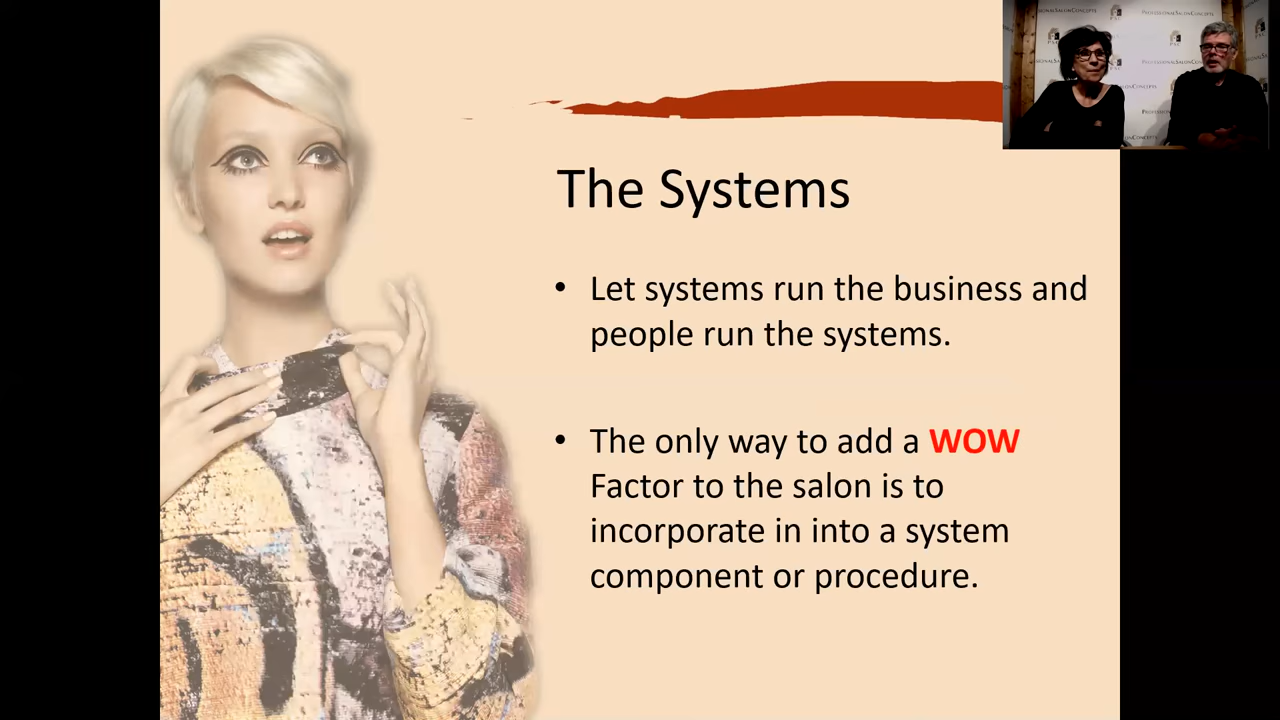 PROFESSIONALSALONCONCEPTS
The Systems
• Let systems run the business and
people run the systems.
• The only way to add a WOW
Factor to the salon is to
incorporate in into a system
component or procedure.